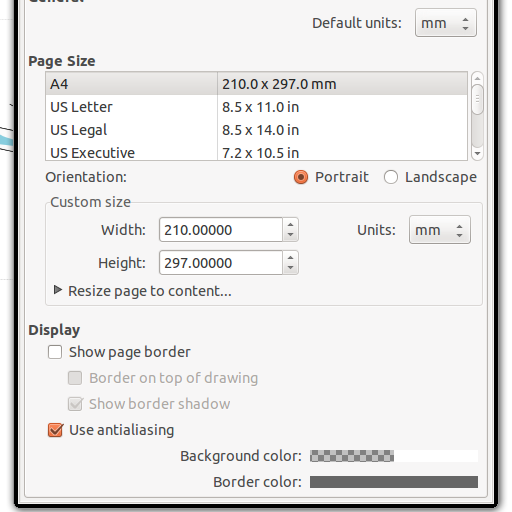 General
Default units: mm
Page Size
A4 210.0 x 297.0 mm
US Letter 8.5 x 11.0 in
US Legal 8.5 x 14.0 in
US Executive 7.2 x 10.5 in
Orientation: Portrait Landscape
Custom size
Width: 210.00000 Units: mm
Height: 297.00000
Resize page to content...
Display
Show page border
Border on top of drawing
Show border shadow
Use antialiasing
Background color:
Border color: